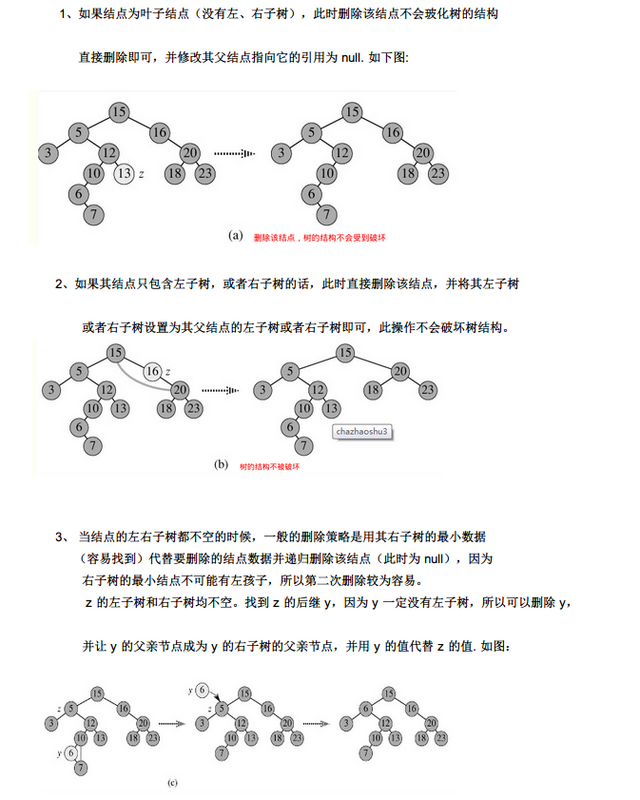 1、如果结点为叶子结点（没有左、右子树），此时删除该结点不会玻化树的结构
直接删除即可，并修改其父结点指向它的引用为 null. 如下图:
15
5 16
3 12 20
10 13 z 18 23
6
7
15
5 16
3 12 20
10 18 23
6
7
(a) 删除该结点，树的结构不会受到破坏
2、如果其结点只包含左子树，或者右子树的话，此时直接删除该结点，并将其左子树
或者右子树设置为其父结点的左子树或者右子树即可，此操作不会破坏树结构。
15
5 16 z
3 12 20
10 13 18 23
6
7
15
5 20
3 12 18 23
10 13
6
7
chazhaoshu3
(b) 树的结构不被破坏
3、 当结点的左右子树都不空的时候，一般的删除策略是用其右子树的最小数据
（容易找到）代替要删除的结点数据并递归删除该结点（此时为 null），因为
右子树的最小结点不可能有左孩子，所以第二次删除较为容易。
z 的左子树和右子树均不空。找到 z 的后继 y，因为 y 一定没有左子树，所以可以删除 y，
并让 y 的父亲节点成为 y 的右子树的父亲节点，并用 y 的值代替 z 的值. 如图：
15
z 5 16
3 12 20
10 13 18 23
y 6
7
y 6 15
z 5 16
3 12 20
10 13 18 23
7
15
6 16
3 12 20
10 13 18 23
7
(c)